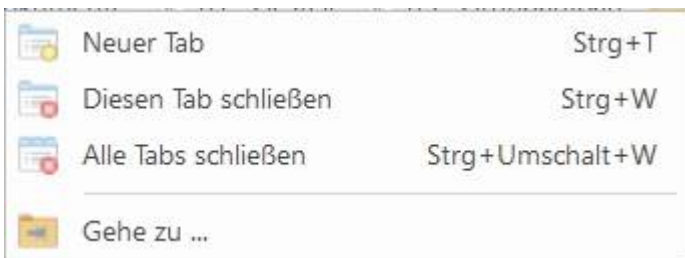 Neuer Tab Strg+T
Diesen Tab schließen Strg+W
Alle Tabs schließen Strg+Umschalt+W
Gehe zu ...